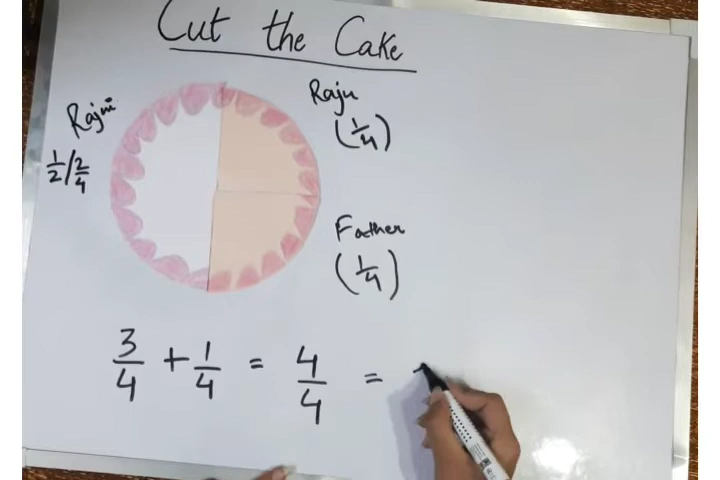 Cut the Cake
Rajni
1/2 / 2/4
Raju
(1/4)
Father
(1/4)
3/4 + 1/4 = 4/4 =